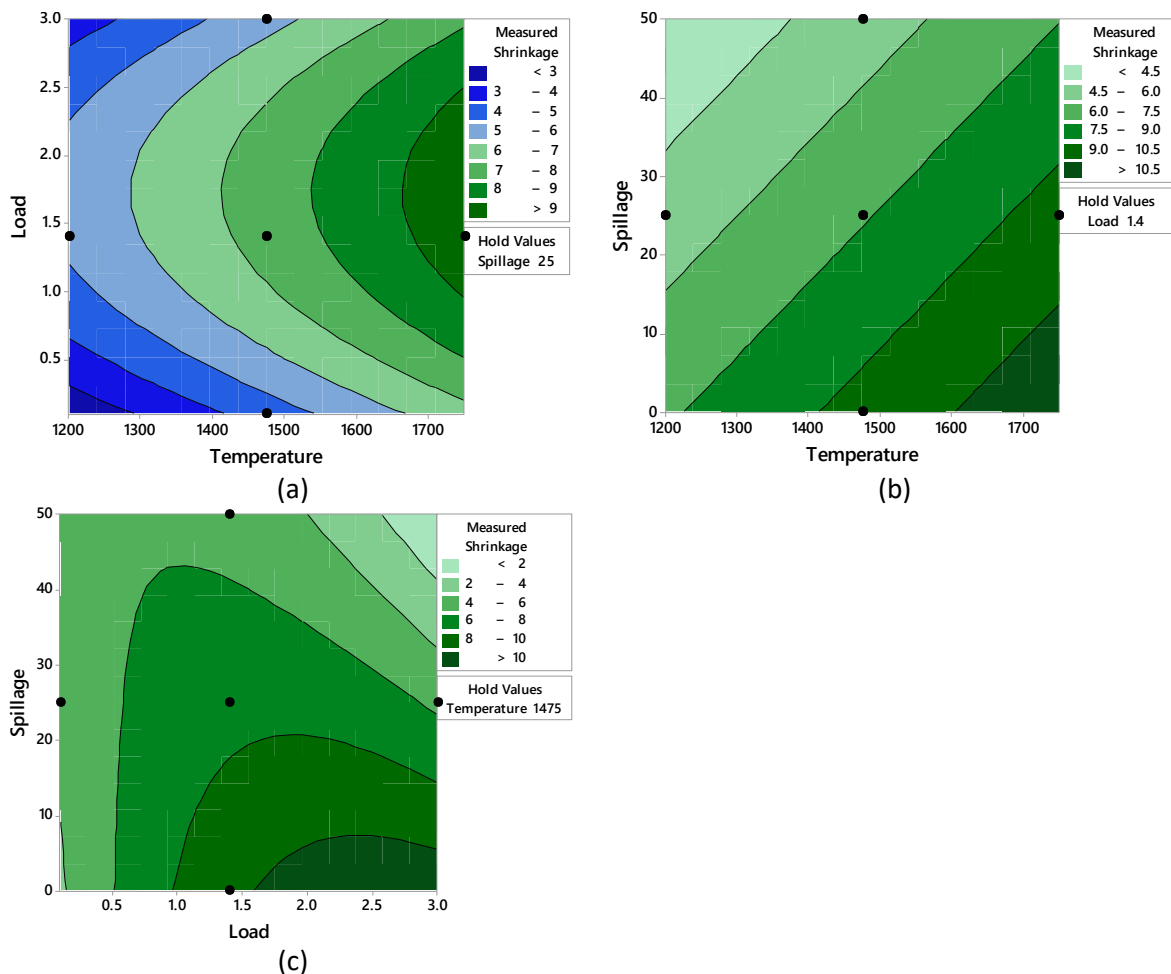 3.0
2.5
2.0
1.5
1.0
0.5
Load
1200 1300 1400 1500 1600 1700
Temperature
Measured
Shrinkage
< 3
3 – 4
4 – 5
5 – 6
6 – 7
7 – 8
8 – 9
> 9
Hold Values
Spillage 25
(a)
50
40
30
20
10
0
Spillage
1200 1300 1400 1500 1600 1700
Temperature
Measured
Shrinkage
< 4.5
4.5 – 6.0
6.0 – 7.5
7.5 – 9.0
9.0 – 10.5
> 10.5
Hold Values
Load 1.4
(b)
50
40
30
20
10
0
Spillage
0.5 1.0 1.5 2.0 2.5 3.0
Load
Measured
Shrinkage
< 2
2 – 4
4 – 6
6 – 8
8 – 10
> 10
Hold Values
Temperature 1475
(c)